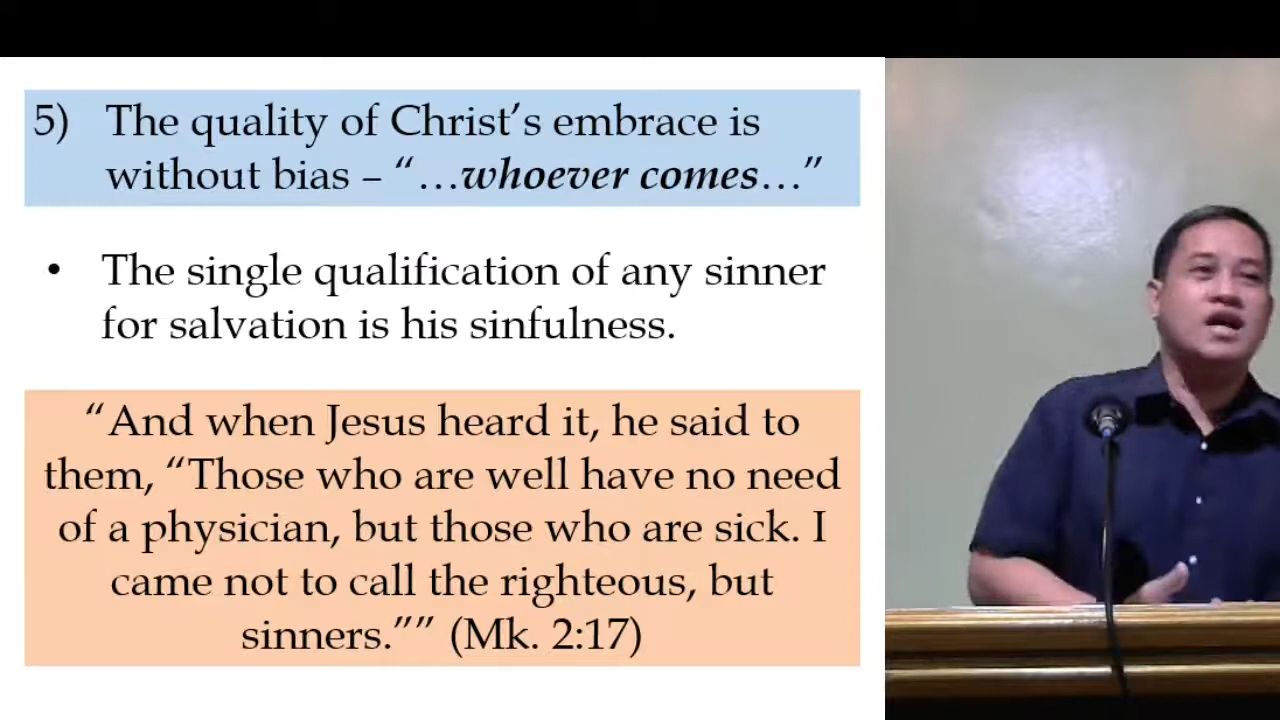 5) The quality of Christ’s embrace is
without bias – “…whoever comes…”
• The single qualification of any sinner
for salvation is his sinfulness.
“And when Jesus heard it, he said to
them, “Those who are well have no need
of a physician, but those who are sick. I
came not to call the righteous, but
sinners.”” (Mk. 2:17)